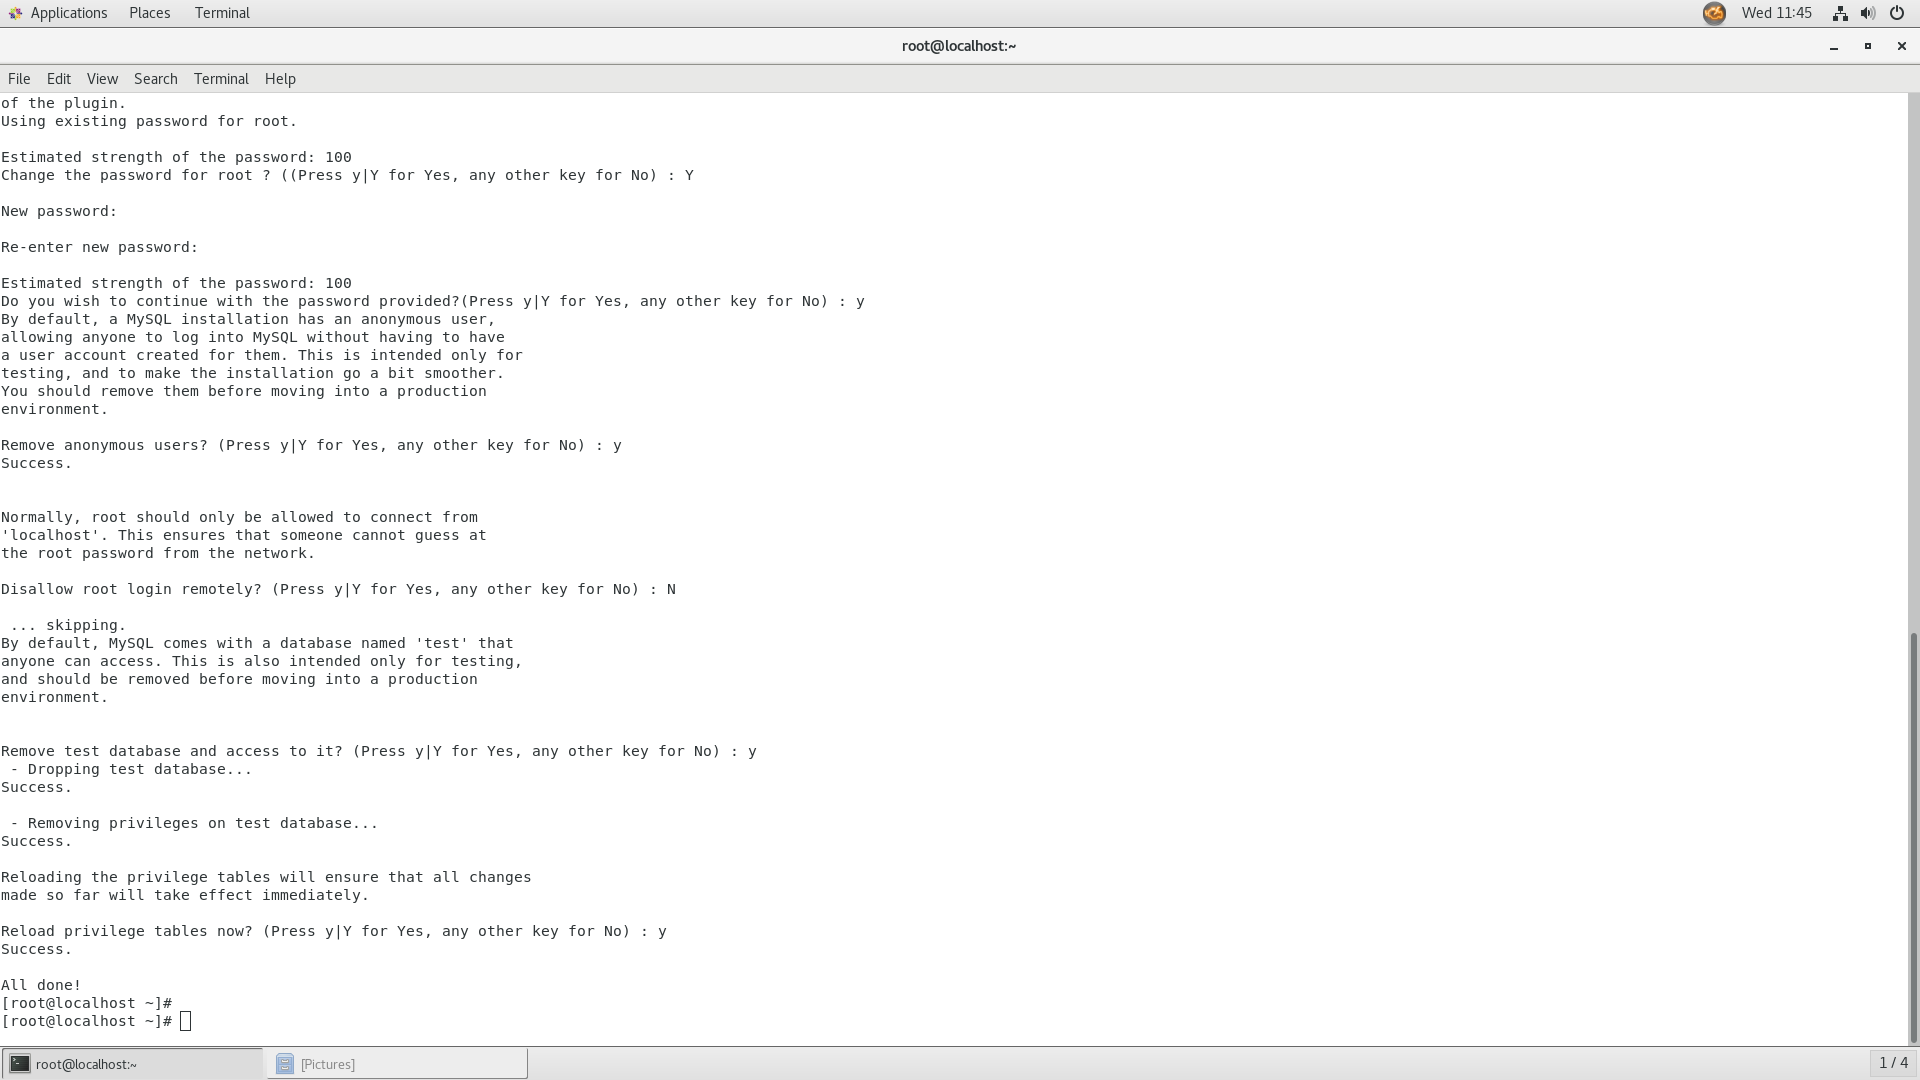 Applications Places Terminal Wed 11:45
root@localhost:~
File Edit View Search Terminal Help
of the plugin.
Using existing password for root.
Estimated strength of the password: 100
Change the password for root ? ((Press y|Y for Yes, any other key for No) : Y
New password:
Re-enter new password:
Estimated strength of the password: 100
Do you wish to continue with the password provided?(Press y|Y for Yes, any other key for No) : y
By default, a MySQL installation has an anonymous user,
allowing anyone to log into MySQL without having to have
a user account created for them. This is intended only for
testing, and to make the installation go a bit smoother.
You should remove them before moving into a production
environment.
Remove anonymous users? (Press y|Y for Yes, any other key for No) : y
Success.
Normally, root should only be allowed to connect from
'localhost'. This ensures that someone cannot guess at
the root password from the network.
Disallow root login remotely? (Press y|Y for Yes, any other key for No) : N
 ... skipping.
By default, MySQL comes with a database named 'test' that
anyone can access. This is also intended only for testing,
and should be removed before moving into a production
environment.
Remove test database and access to it? (Press y|Y for Yes, any other key for No) : y
 - Dropping test database...
Success.
 - Removing privileges on test database...
Success.
Reloading the privilege tables will ensure that all changes
made so far will take effect immediately.
Reload privilege tables now? (Press y|Y for Yes, any other key for No) : y
Success.
All done!
[root@localhost ~]#
[root@localhost ~]#
root@localhost:~ [Pictures] 1 / 4